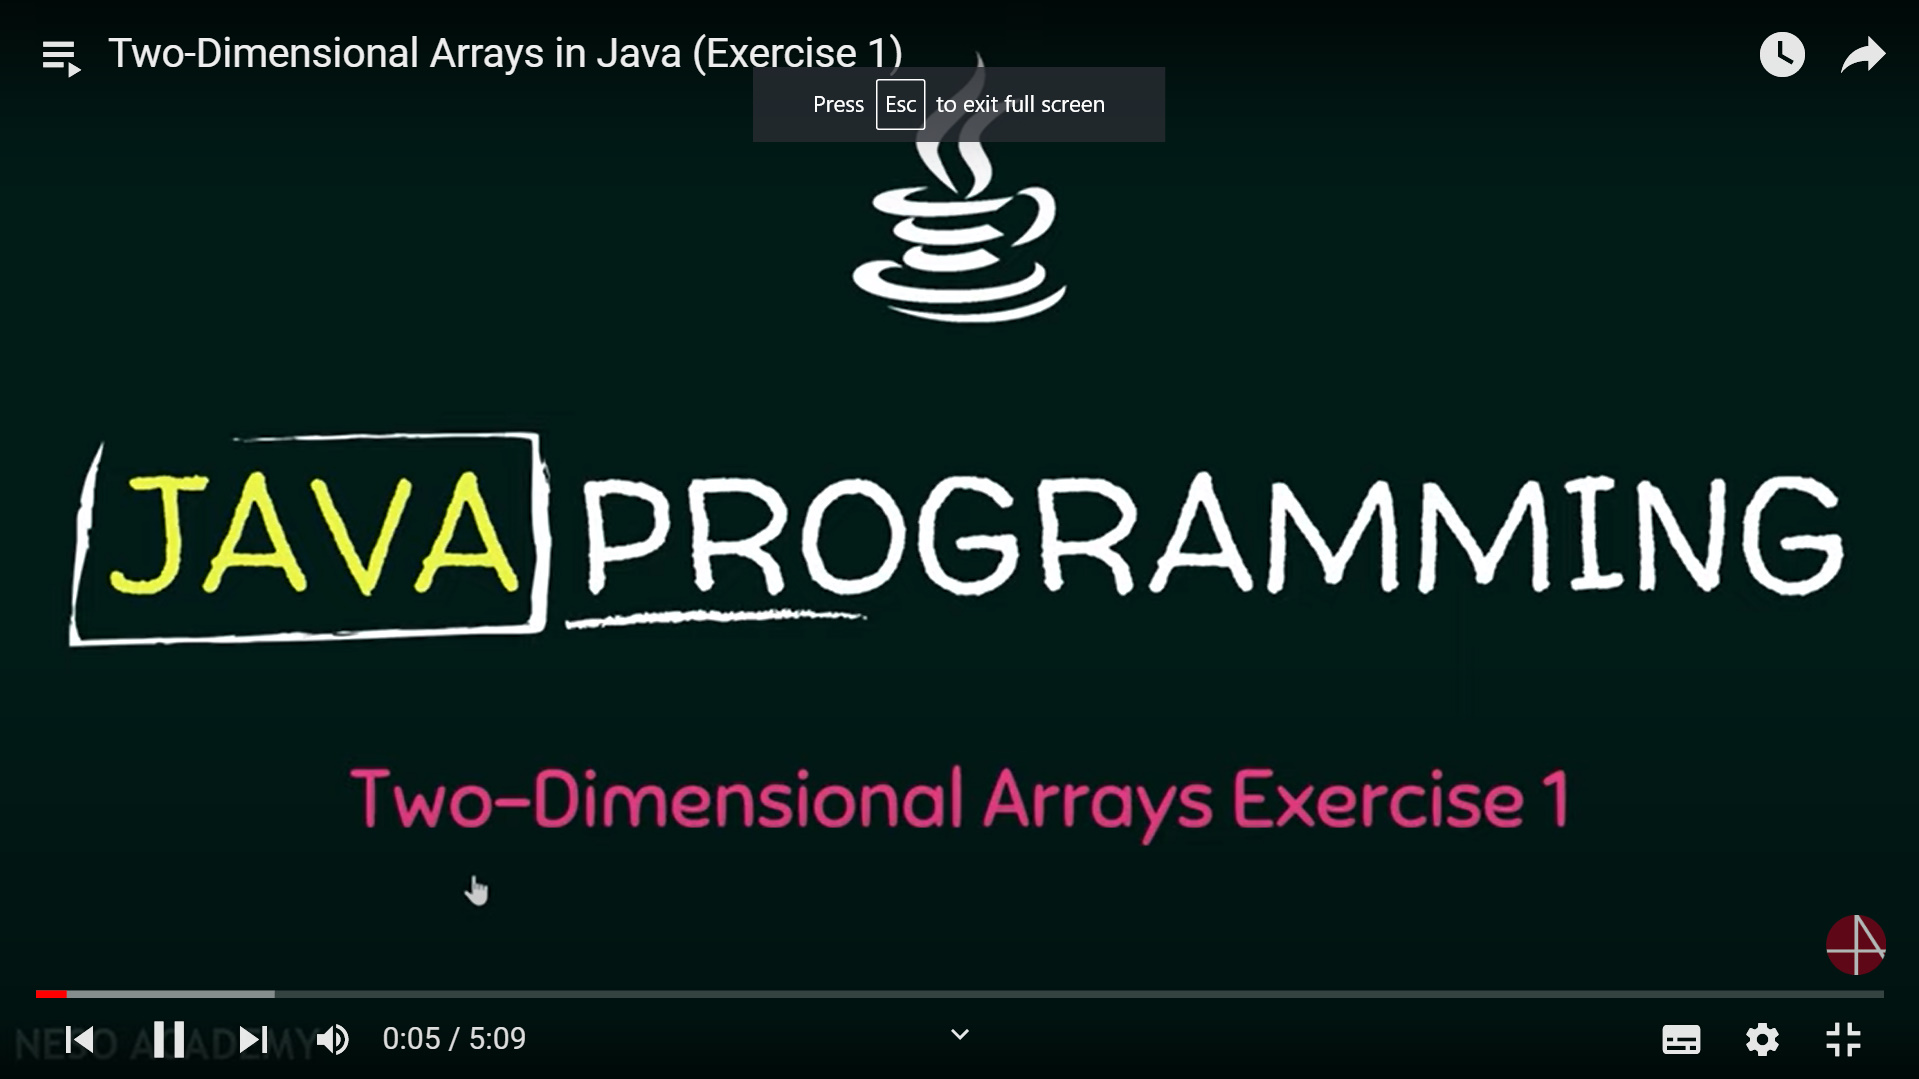 Two-Dimensional Arrays in Java (Exercise 1)
Press Esc to exit full screen
JAVA PROGRAMMING
Two-Dimensional Arrays Exercise 1
NESO ACADEMY
0:05 / 5:09